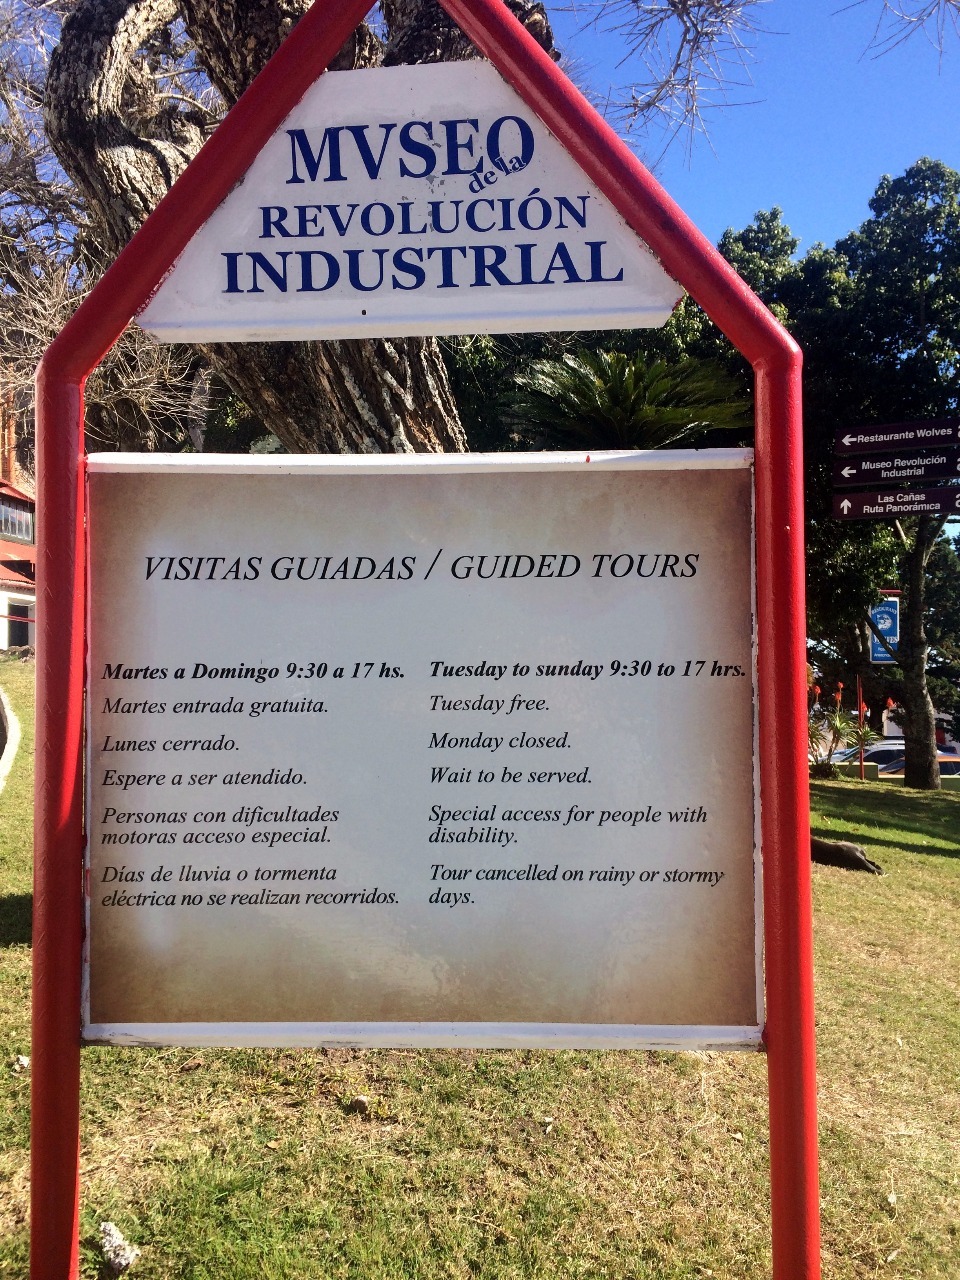 MVSEO
de la
REVOLUCIÓN
INDUSTRIAL
VISITAS GUIADAS / GUIDED TOURS
Martes a Domingo 9:30 a 17 hs.
Martes entrada gratuita.
Lunes cerrado.
Espere a ser atendido.
Personas con dificultades
motoras acceso especial.
Días de lluvia o tormenta
eléctrica no se realizan recorridos.
Tuesday to sunday 9:30 to 17 hrs.
Tuesday free.
Monday closed.
Wait to be served.
Special access for people with
disability.
Tour cancelled on rainy or stormy
days.
Restaurante Wolves
Museo Revolución
Industrial
Las Cañas
Ruta Panorámica